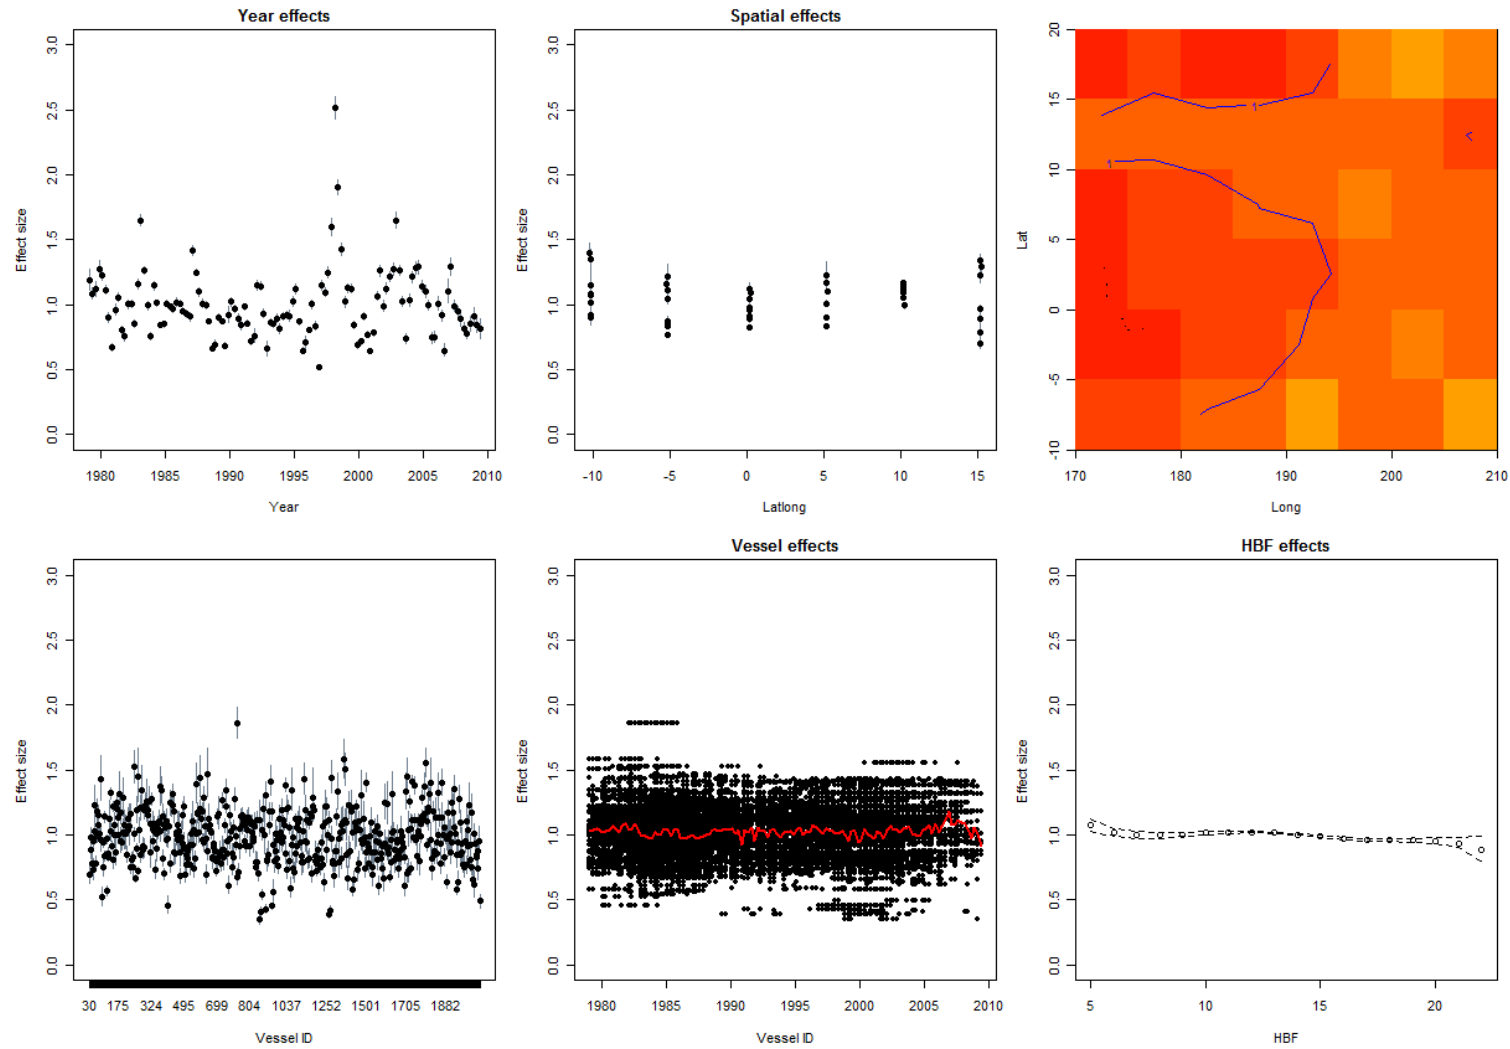 Year effects
Effect size
0.0 0.5 1.0 1.5 2.0 2.5 3.0
1980 1985 1990 1995 2000 2005 2010
Year
Spatial effects
Effect size
0.0 0.5 1.0 1.5 2.0 2.5 3.0
-10 -5 0 5 10 15
Latlong
Lat
-10 -5 0 5 10 15 20
1
1
170 180 190 200 210
Long
Effect size
0.0 0.5 1.0 1.5 2.0 2.5 3.0
30 175 324 495 699 804 1037 1252 1501 1705 1882
Vessel ID
Vessel effects
Effect size
0.0 0.5 1.0 1.5 2.0 2.5 3.0
1980 1985 1990 1995 2000 2005 2010
Vessel ID
HBF effects
Effect size
0.0 0.5 1.0 1.5 2.0 2.5 3.0
5 10 15 20
HBF